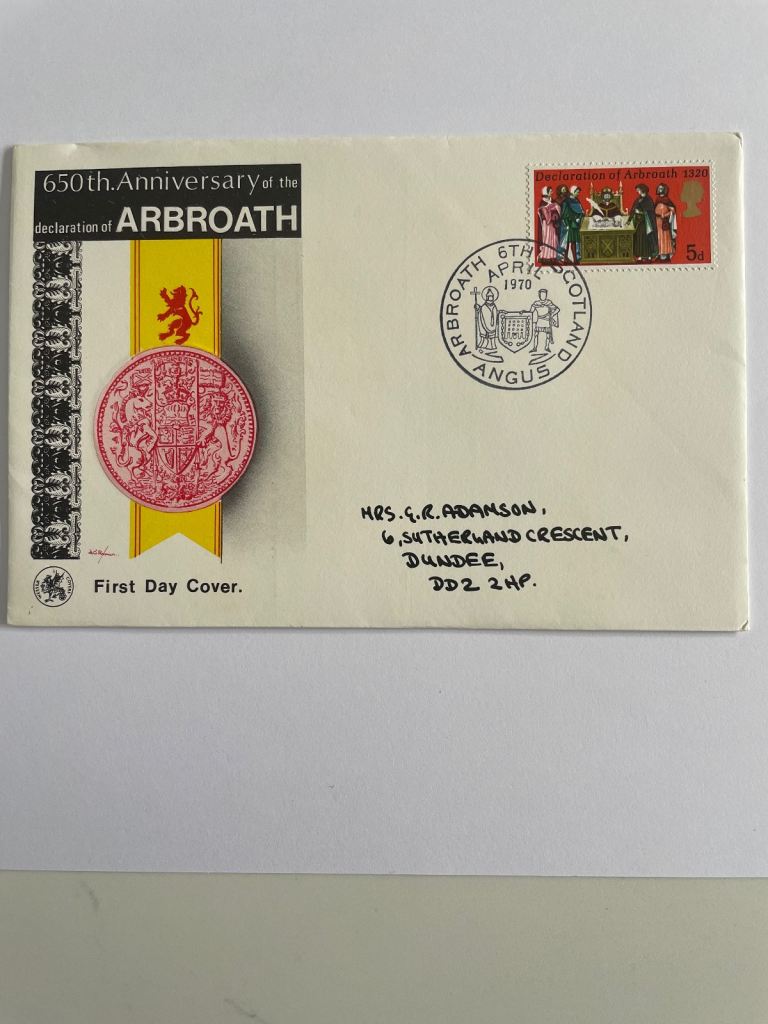 650th.Anniversary of the
declaration of ARBROATH
Declaration of Arbroath 1320
5d
ARBROATH 6TH SCOTLAND
APRIL
1970
ANGUS
MRS. G.R. ADAMSON,
6, SUTHERLAND CRESCENT,
DUNDEE,
DD2 2HP.
First Day Cover.